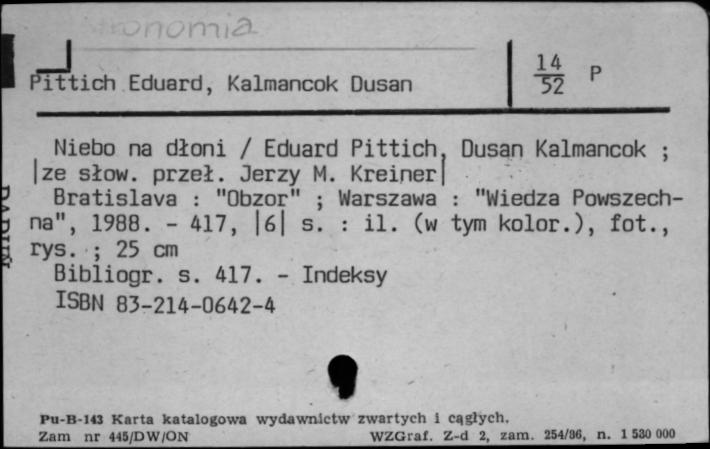 onomia
Pittich Eduard, Kalmancok Dusan
14
52 P
Niebo na dłoni / Eduard Pittich, Dusan Kalmancok ;
|ze słow. przeł. Jerzy M. Kreiner|
Bratislava : "Obzor" ; Warszawa : "Wiedza Powszech-
na", 1988. - 417, |6| s. : il. (w tym kolor.), fot.,
rys. ; 25 cm
Bibliogr. s. 417. - Indeksy
ISBN 83-214-0642-4
Pu-B-143 Karta katalogowa wydawnictw zwartych i ciągłych.
Zam nr 445/DW/ON WZGraf. Z-d 2, zam. 254/86, n. 1 530 000